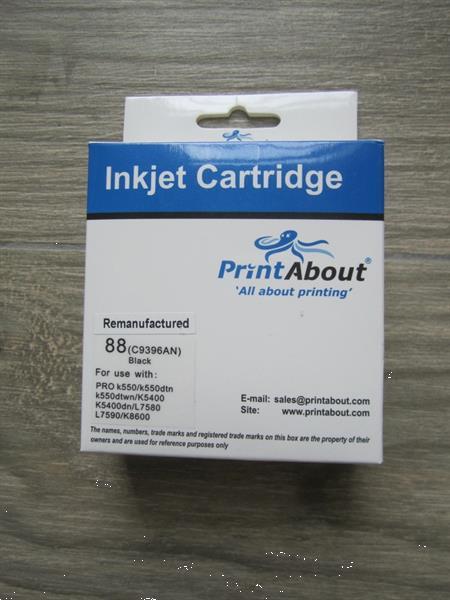 Inkjet Cartridge
PrintAbout®
‘All about printing’
Remanufactured
88(C9396AN)
Black
For use with:
PRO k550/k550dtn
k550dtwn/K5400
K5400dn/L7580
L7590/K8600
E-mail: sales@printabout.com
Site: www.printabout.com
The names, numbers, trade marks and registered trade marks on this box are the property of their
owners and are used for reference purposes only